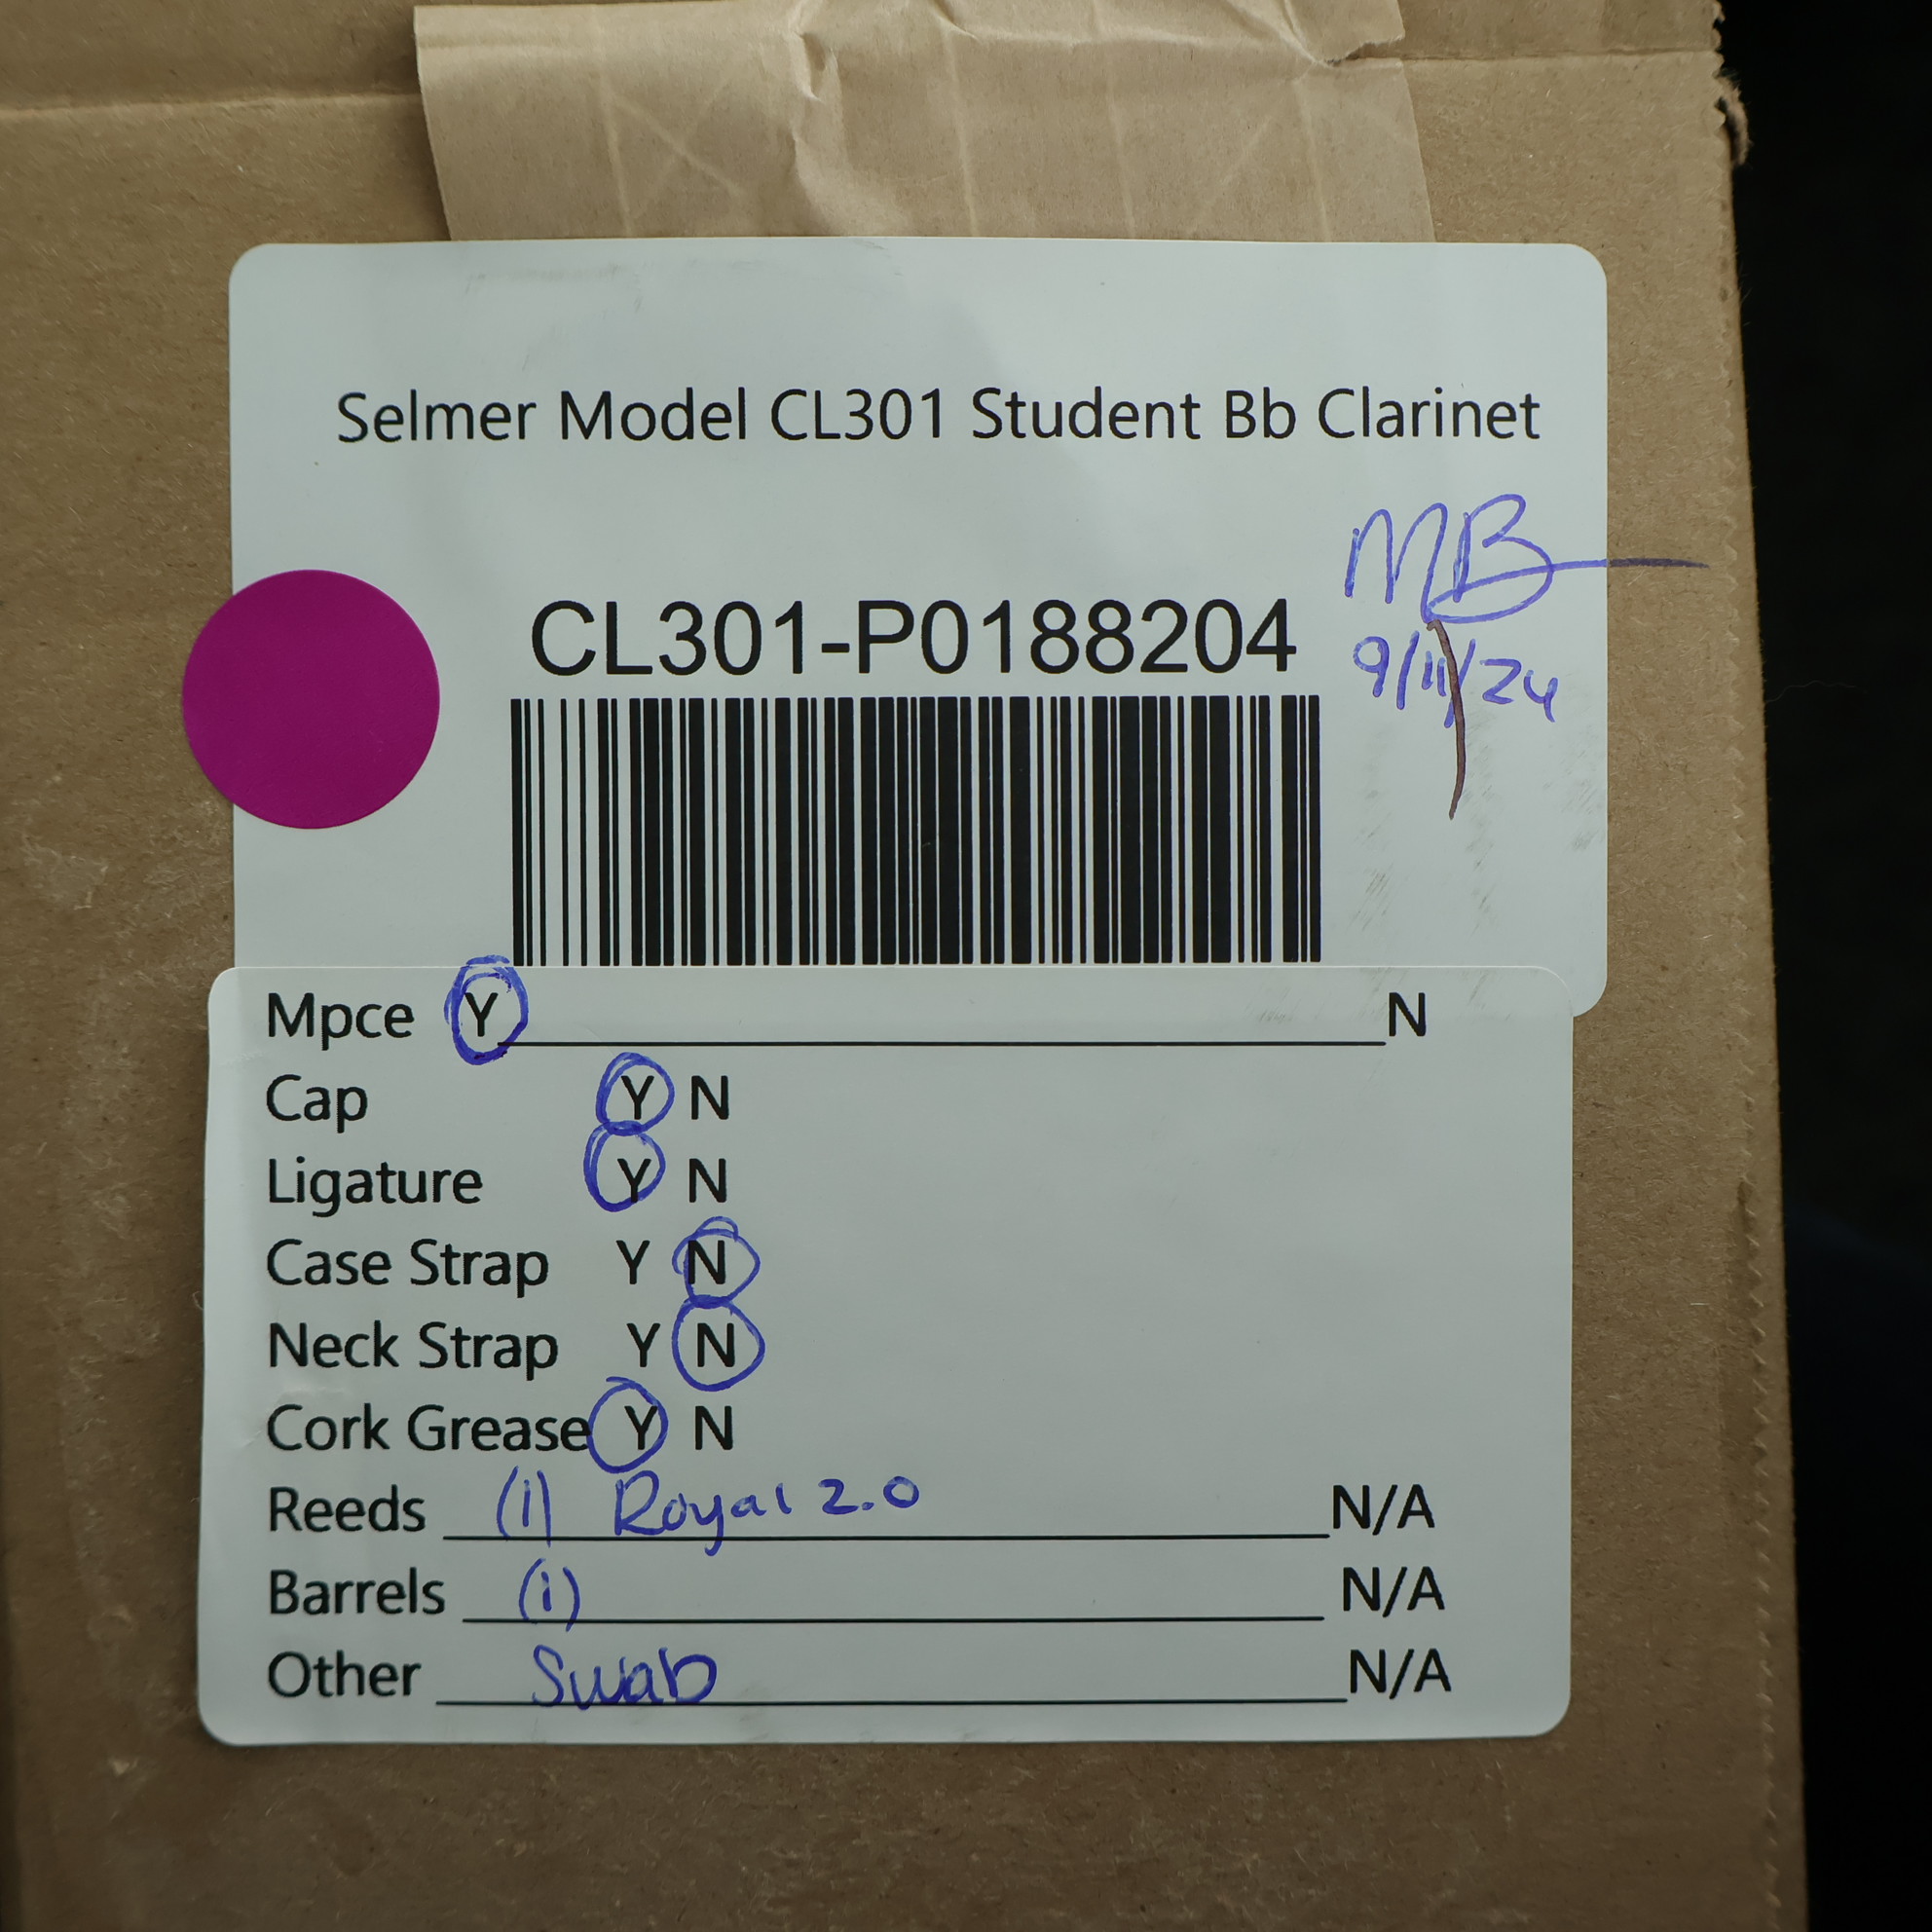 Selmer Model CL301 Student Bb Clarinet
MB
CL301-P0188204
9/11/24
Mpce Y N
Cap Y N
Ligature Y N
Case Strap Y N
Neck Strap Y N
Cork Grease Y N
Reeds (1) Royal 2.0 N/A
Barrels (1) N/A
Other Swab N/A